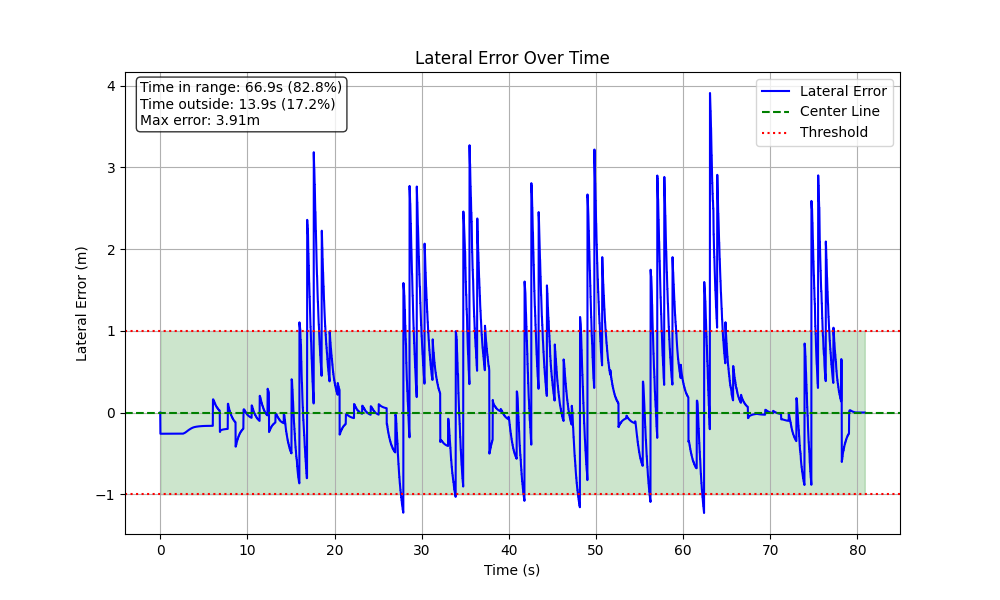 Lateral Error Over Time
Time in range: 66.9s (82.8%)
Time outside: 13.9s (17.2%)
Max error: 3.91m
Lateral Error
Center Line
Threshold
Lateral Error (m)
4
3
2
1
0
−1
0 10 20 30 40 50 60 70 80
Time (s)